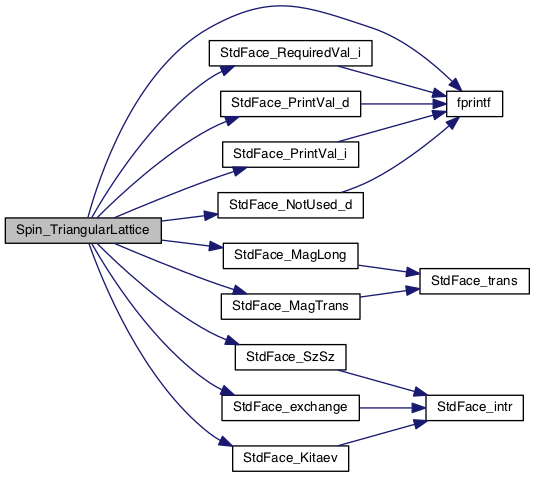 StdFace_RequiredVal_i
StdFace_PrintVal_d
fprintf
StdFace_PrintVal_i
StdFace_NotUsed_d
Spin_TriangularLattice
StdFace_MagLong
StdFace_trans
StdFace_MagTrans
StdFace_SzSz
StdFace_exchange
StdFace_intr
StdFace_Kitaev